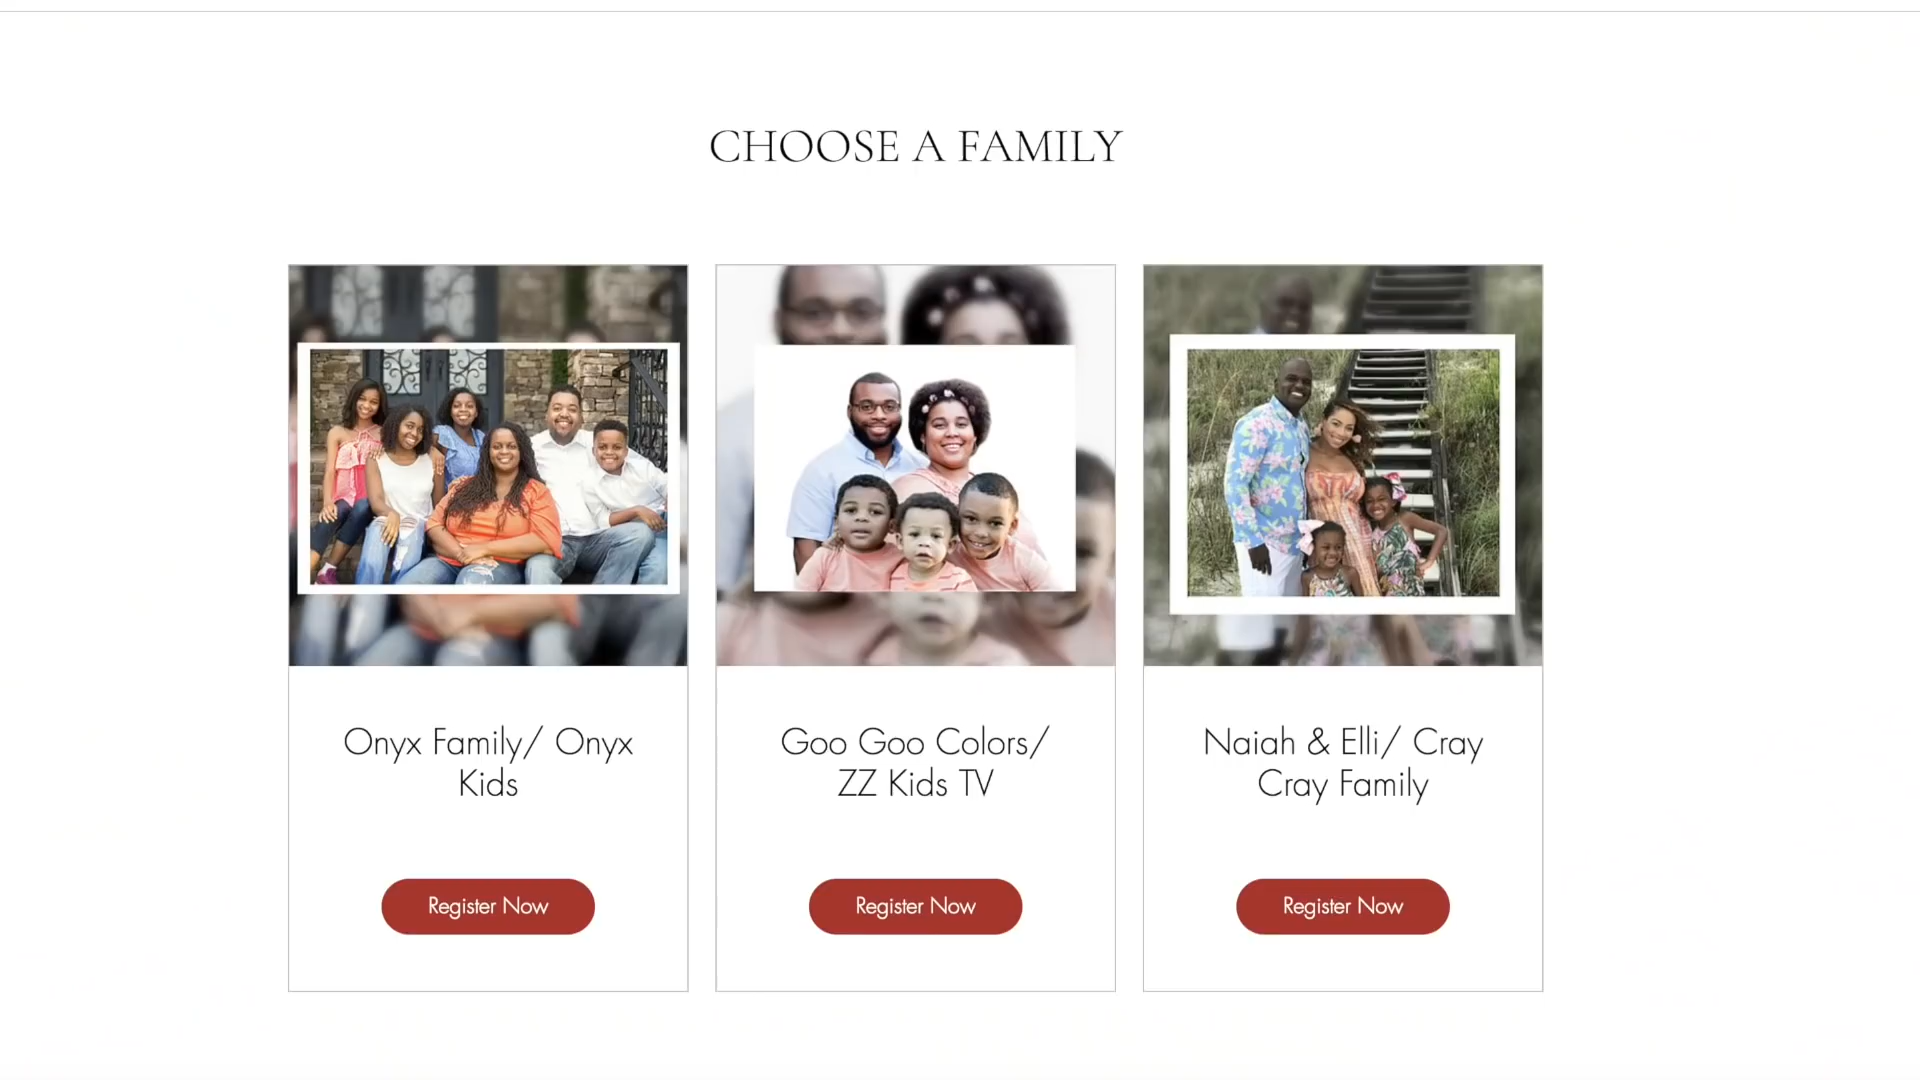 CHOOSE A FAMILY
Onyx Family/ Onyx
Kids
Register Now
Goo Goo Colors/
ZZ Kids TV
Register Now
Naiah & Elli/ Cray
Cray Family
Register Now